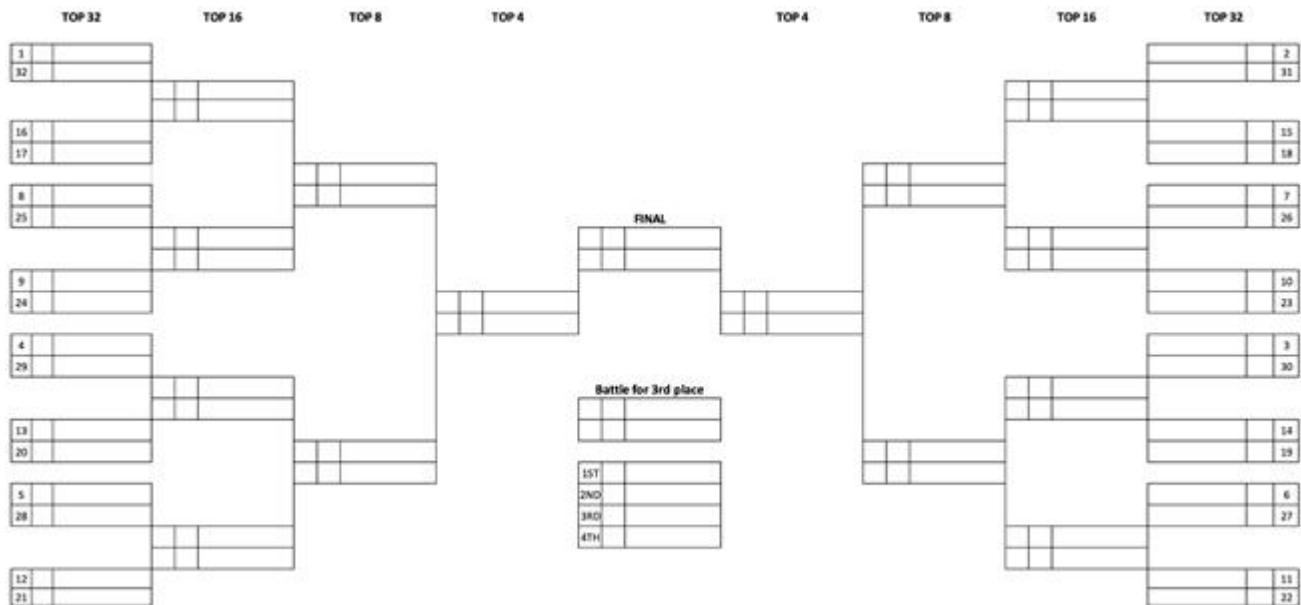 TOP 32 TOP 16 TOP 8 TOP 4 TOP 4 TOP 8 TOP 16 TOP 32
1 2
32 31
16 15
17 18
8 7
25 26
FINAL
9 10
24 23
4 3
29 30
Battle for 3rd place
13 14
20 19
1ST
5 6
2ND
28 27
3RD
4TH
12 11
21 22